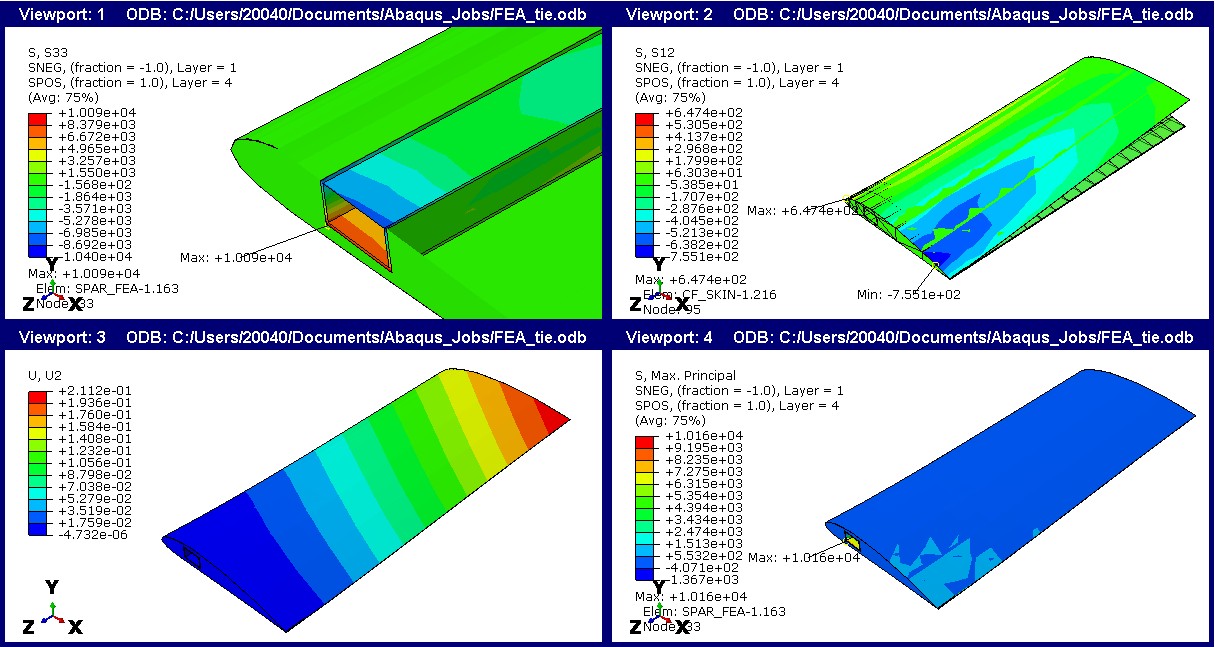 Viewport: 1 ODB: C:/Users/20040/Documents/Abaqus_Jobs/FEA_tie.odb
S, S33
SNEG, (fraction = -1.0), Layer = 1
SPOS, (fraction = 1.0), Layer = 4
(Avg: 75%)
+1.009e+04
+8.379e+03
+6.672e+03
+4.965e+03
+3.257e+03
+1.550e+03
-1.568e+02
-1.864e+03
-3.571e+03
-5.278e+03
-6.985e+03
-8.692e+03
-1.040e+04
Max: +1.009e+04
Elem: SPAR_FEA-1.163
Node: 33
Max: +1.009e+04
Y
Z
X
Viewport: 2 ODB: C:/Users/20040/Documents/Abaqus_Jobs/FEA_tie.odb
S, S12
SNEG, (fraction = -1.0), Layer = 1
SPOS, (fraction = 1.0), Layer = 4
(Avg: 75%)
+6.474e+02
+5.305e+02
+4.137e+02
+2.968e+02
+1.799e+02
+6.303e+01
-5.385e+01
-1.707e+02
-2.876e+02
-4.045e+02
-5.213e+02
-6.382e+02
-7.551e+02
Max: +6.474e+02
Elem: CF_SKIN-1.216
Node: 95
Max: +6.474e+02
Min: -7.551e+02
Y
Z
X
Viewport: 3 ODB: C:/Users/20040/Documents/Abaqus_Jobs/FEA_tie.odb
U, U2
+2.112e-01
+1.936e-01
+1.760e-01
+1.584e-01
+1.408e-01
+1.232e-01
+1.056e-01
+8.798e-02
+7.038e-02
+5.279e-02
+3.519e-02
+1.759e-02
-4.732e-06
Y
Z
X
Viewport: 4 ODB: C:/Users/20040/Documents/Abaqus_Jobs/FEA_tie.odb
S, Max. Principal
SNEG, (fraction = -1.0), Layer = 1
SPOS, (fraction = 1.0), Layer = 4
(Avg: 75%)
+1.016e+04
+9.195e+03
+8.235e+03
+7.275e+03
+6.315e+03
+5.354e+03
+4.394e+03
+3.434e+03
+2.474e+03
+1.513e+03
+5.532e+02
-4.071e+02
-1.367e+03
Max: +1.016e+04
Elem: SPAR_FEA-1.163
Node: 33
Max: +1.016e+04
Y
Z
X